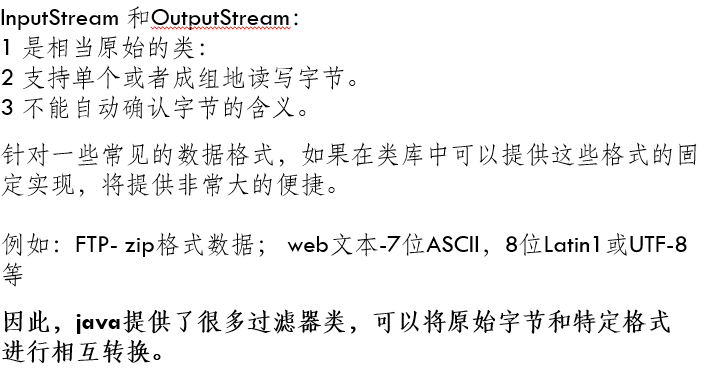 InputStream 和OutputStream：
1 是相当原始的类：
2 支持单个或者成组地读写字节。
3 不能自动确认字节的含义。
针对一些常见的数据格式，如果在类库中可以提供这些格式的固
定实现，将提供非常大的便捷。
例如：FTP- zip格式数据； web文本-7位ASCII，8位Latin1或UTF-8
等
因此，java提供了很多过滤器类，可以将原始字节和特定格式
进行相互转换。